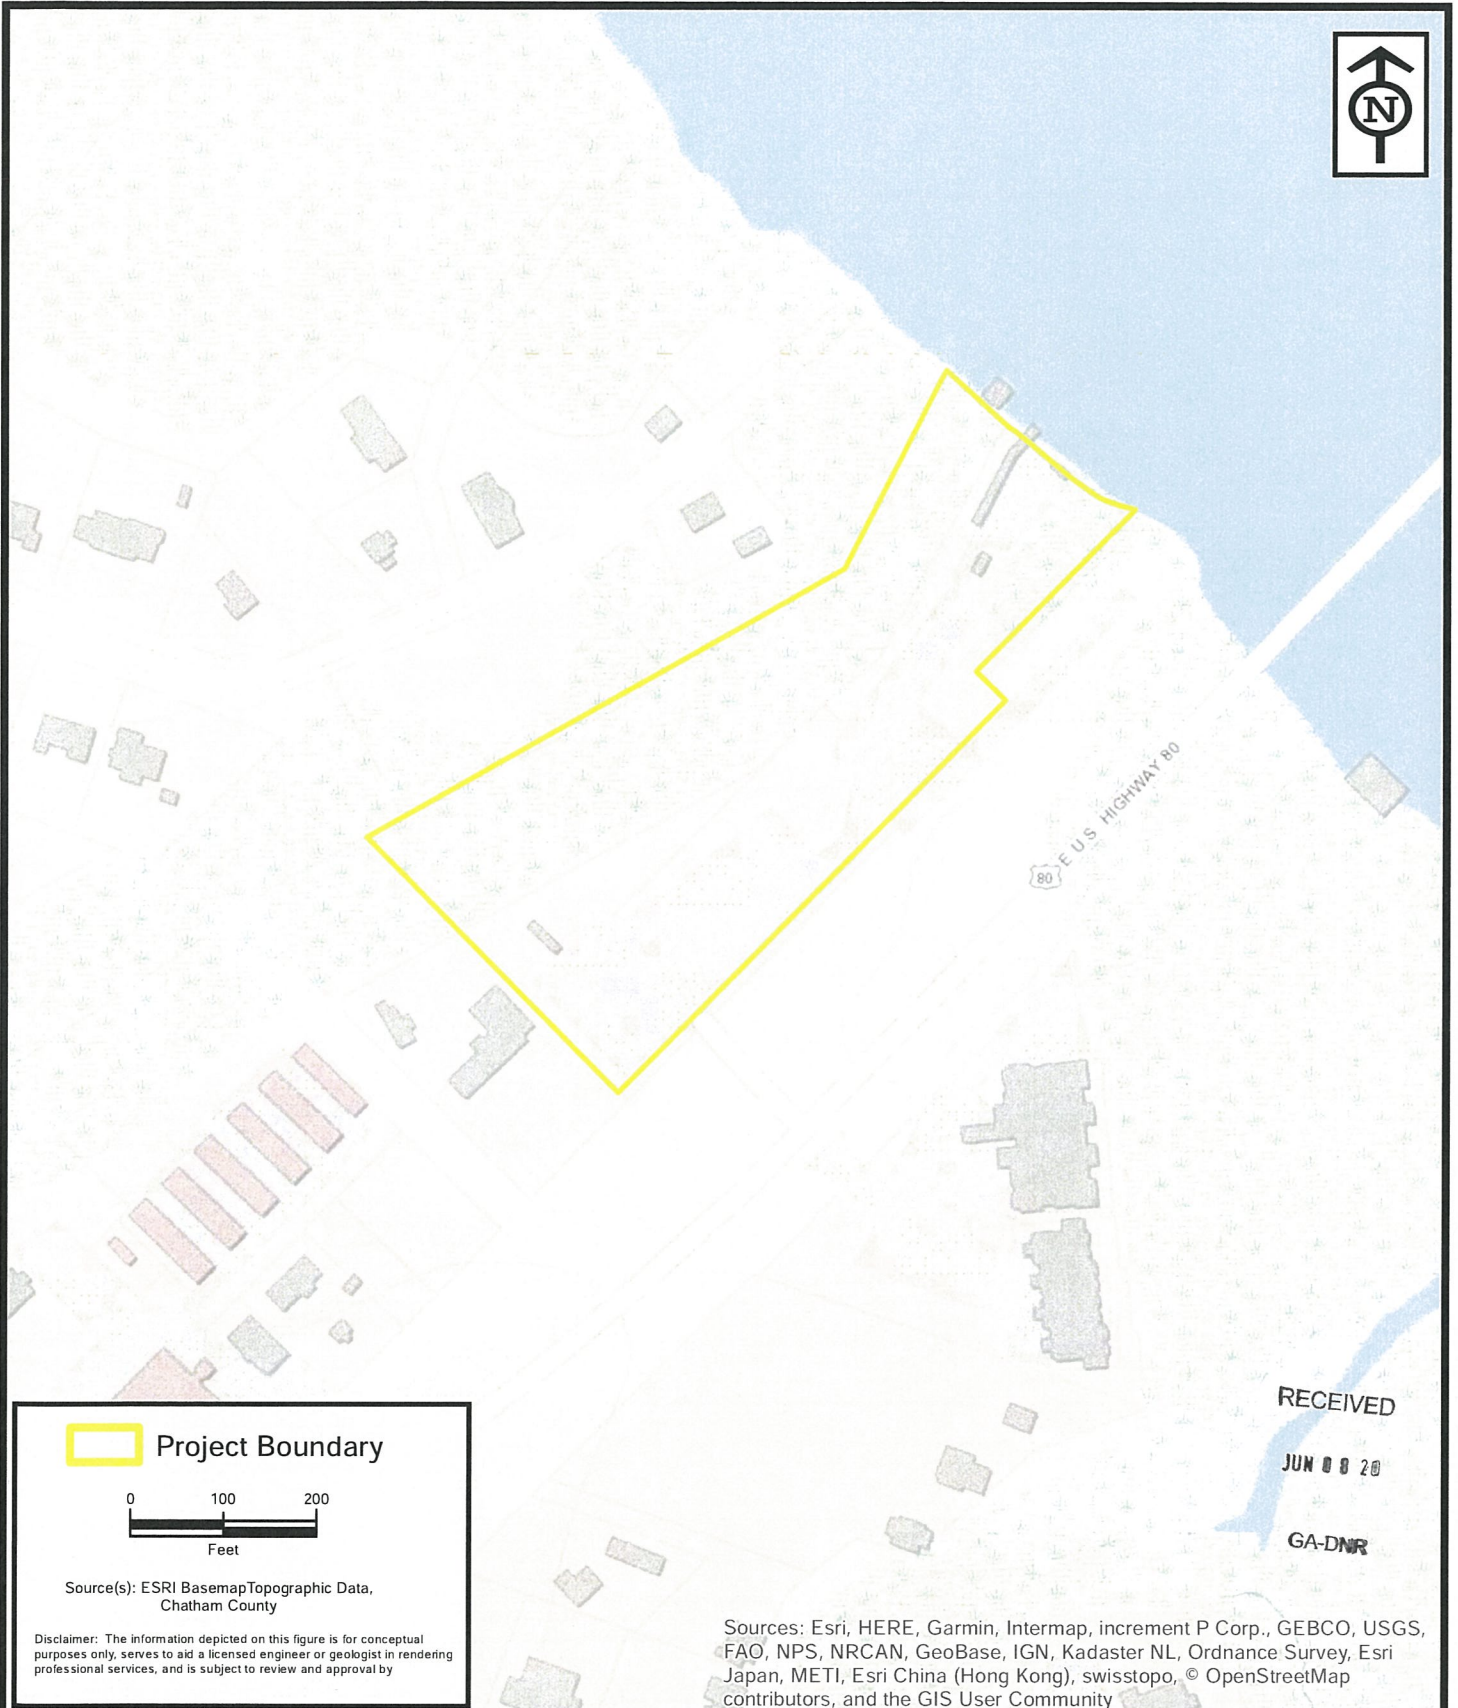 N
E U S HIGHWAY 80
80
RECEIVED
JUN 08 20
GA-DNR
Project Boundary
0 100 200
Feet
Source(s): ESRI BasemapTopographic Data,
Chatham County
Disclaimer: The information depicted on this figure is for conceptual
purposes only, serves to aid a licensed engineer or geologist in rendering
professional services, and is subject to review and approval by
Sources: Esri, HERE, Garmin, Intermap, increment P Corp., GEBCO, USGS,
FAO, NPS, NRCAN, GeoBase, IGN, Kadaster NL, Ordnance Survey, Esri
Japan, METI, Esri China (Hong Kong), swisstopo, © OpenStreetMap
contributors, and the GIS User Community